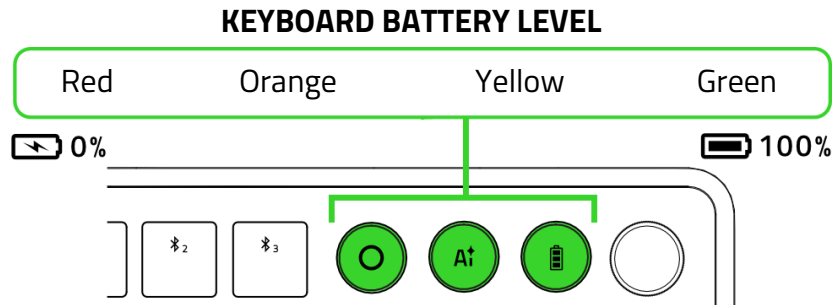 KEYBOARD BATTERY LEVEL
Red Orange Yellow Green
0% 100%
2 3 Ai